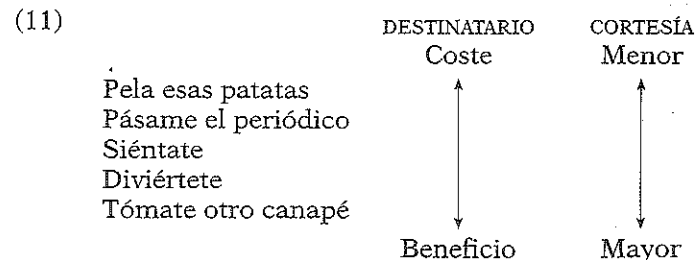 (11) DESTINATARIO CORTESÍA
Coste Menor
Pela esas patatas
Pásame el periódico
Siéntate
Diviértete
Tómate otro canapé
Beneficio Mayor